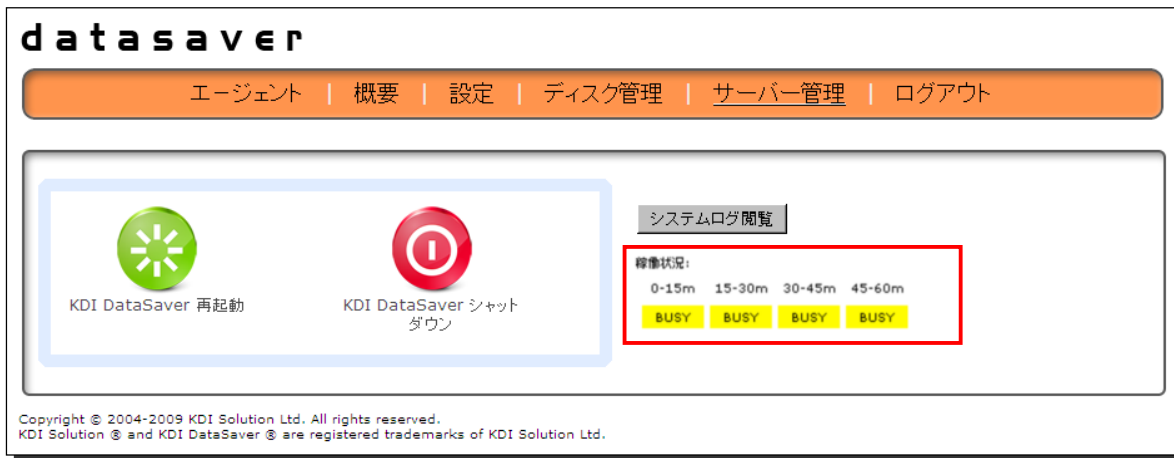 datasaver
エージェント | 概要 | 設定 | ディスク管理 | サーバー管理 | ログアウト
KDI DataSaver 再起動
KDI DataSaver シャット
ダウン
システムログ閲覧
稼働状況:
0-15m 15-30m 30-45m 45-60m
BUSY BUSY BUSY BUSY
Copyright © 2004-2009 KDI Solution Ltd. All rights reserved.
KDI Solution ® and KDI DataSaver ® are registered trademarks of KDI Solution Ltd.